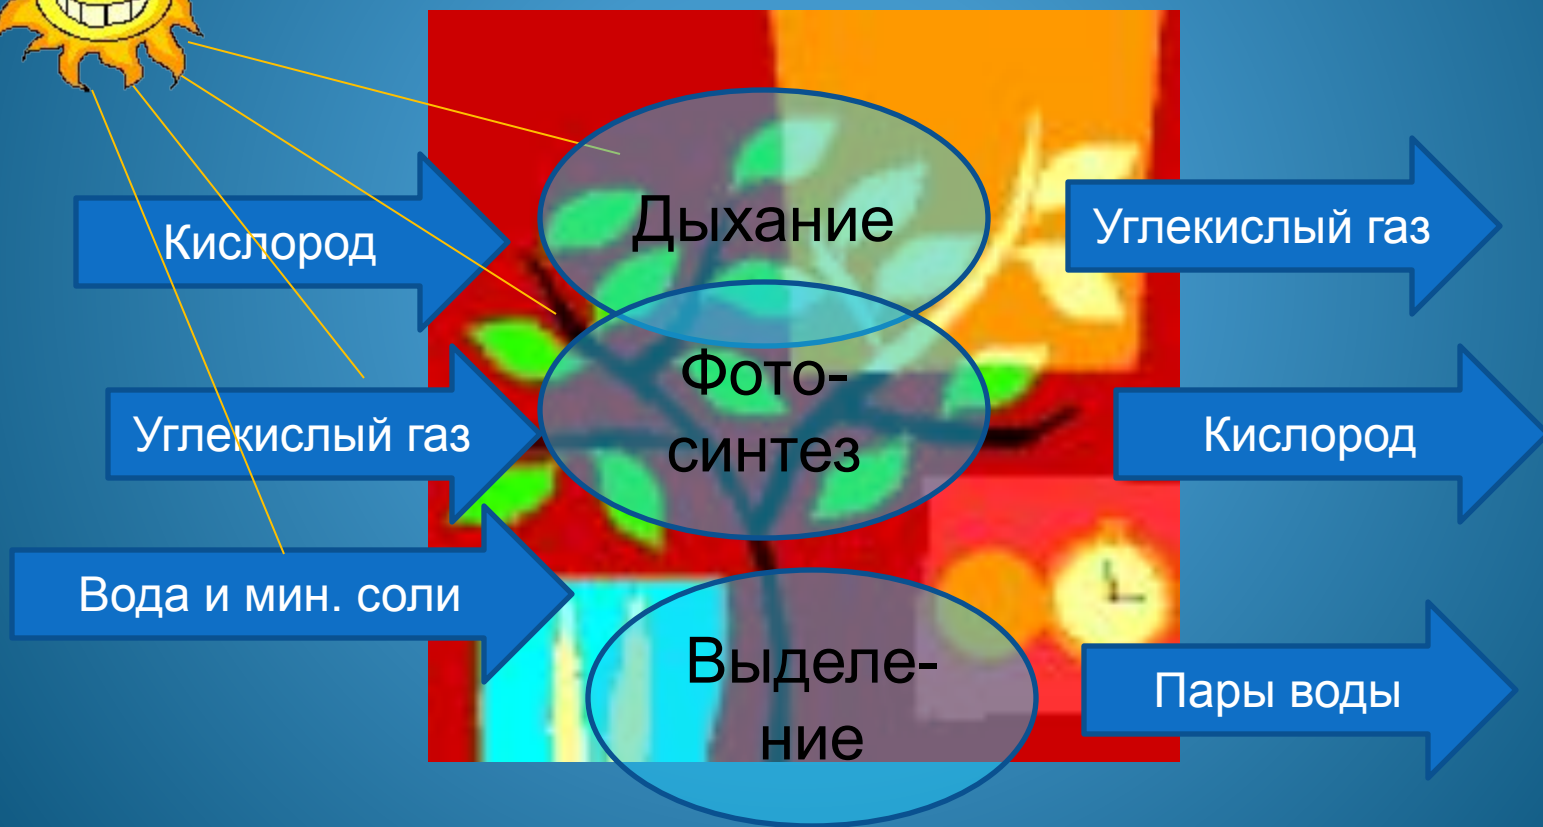 Кислород
Дыхание
Углекислый газ
Углекислый газ
Фото-
синтез
Кислород
Вода и мин. соли
Выделе-
ние
Пары воды